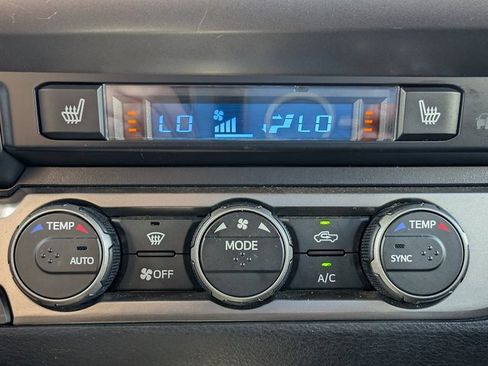 LO LO
TEMP
AUTO
MODE
OFF
A/C
TEMP
SYNC